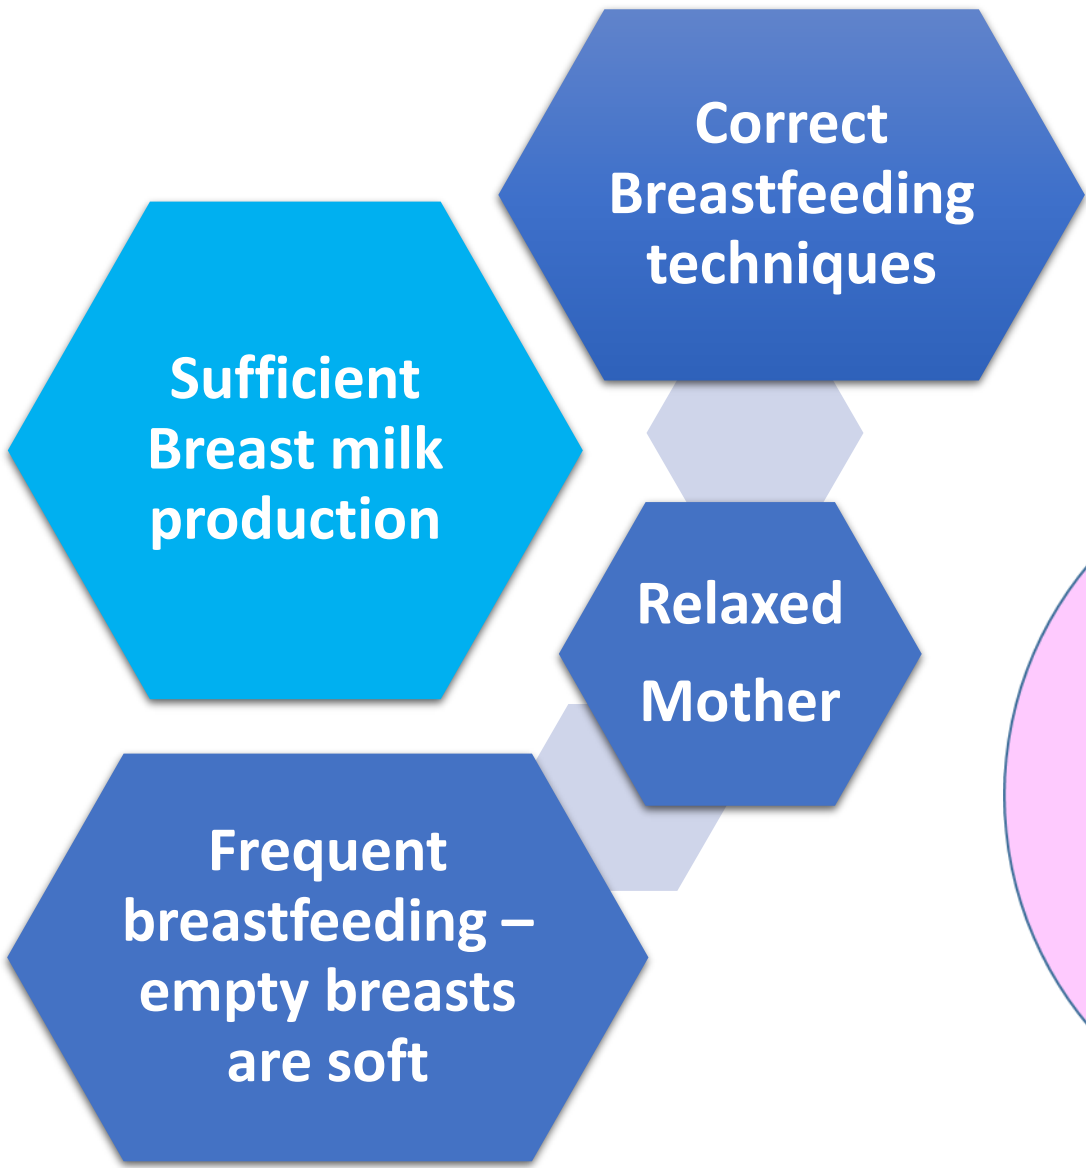 Correct
Breastfeeding
techniques
Sufficient
Breast milk
production
Relaxed
Mother
Frequent
breastfeeding –
empty breasts
are soft